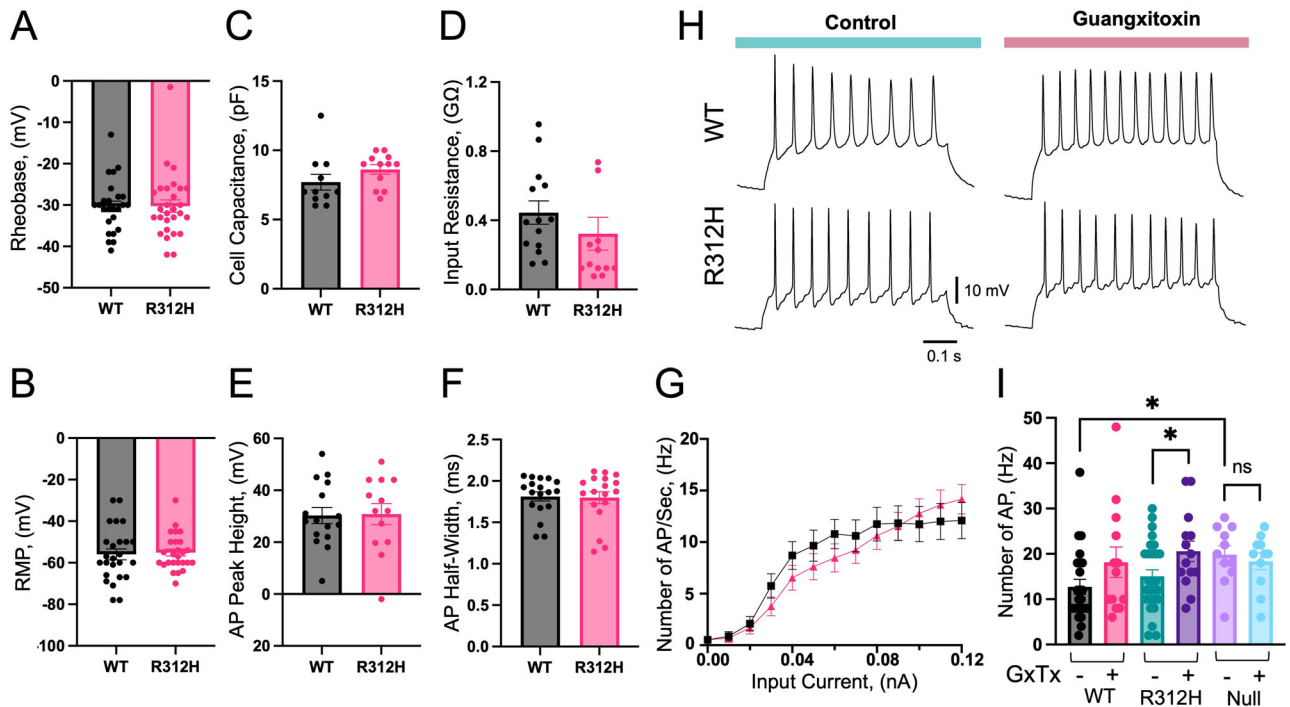 A
Rheobase, (mV)
0
-10
-20
-30
-40
-50
WT
R312H
C
Cell Capacitance, (pF)
15
10
5
0
WT
R312H
D
Input Resistance, (GΩ)
1.2
0.8
0.4
0.0
WT
R312H
H
Control
Guangxitoxin
WT
R312H
10 mV
0.1 s
B
RMP, (mV)
0
-20
-40
-60
-80
-100
WT
R312H
E
AP Peak Height, (mV)
60
40
20
0
20
WT
R312H
F
AP Half-Width, (ms)
2.5
2.0
1.5
1.0
0.5
0.0
WT
R312H
G
Number of AP/Sec, (Hz)
20
15
10
5
0
0.00
0.04
0.08
0.12
Input Current, (nA)
I
Number of AP, (Hz)
50
40
30
20
10
0
*
*
ns
GxTx
- + - + - +
WT
R312H
Null